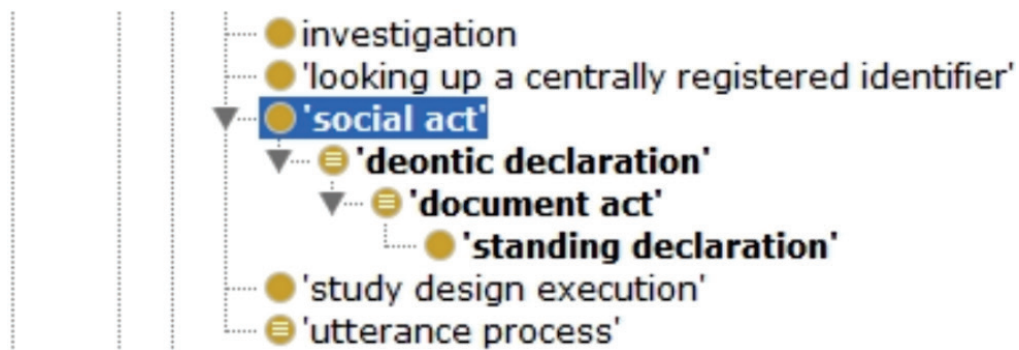 investigation
'looking up a centrally registered identifier'
'social act'
'deontic declaration'
'document act'
'standing declaration'
'study design execution'
'utterance process'